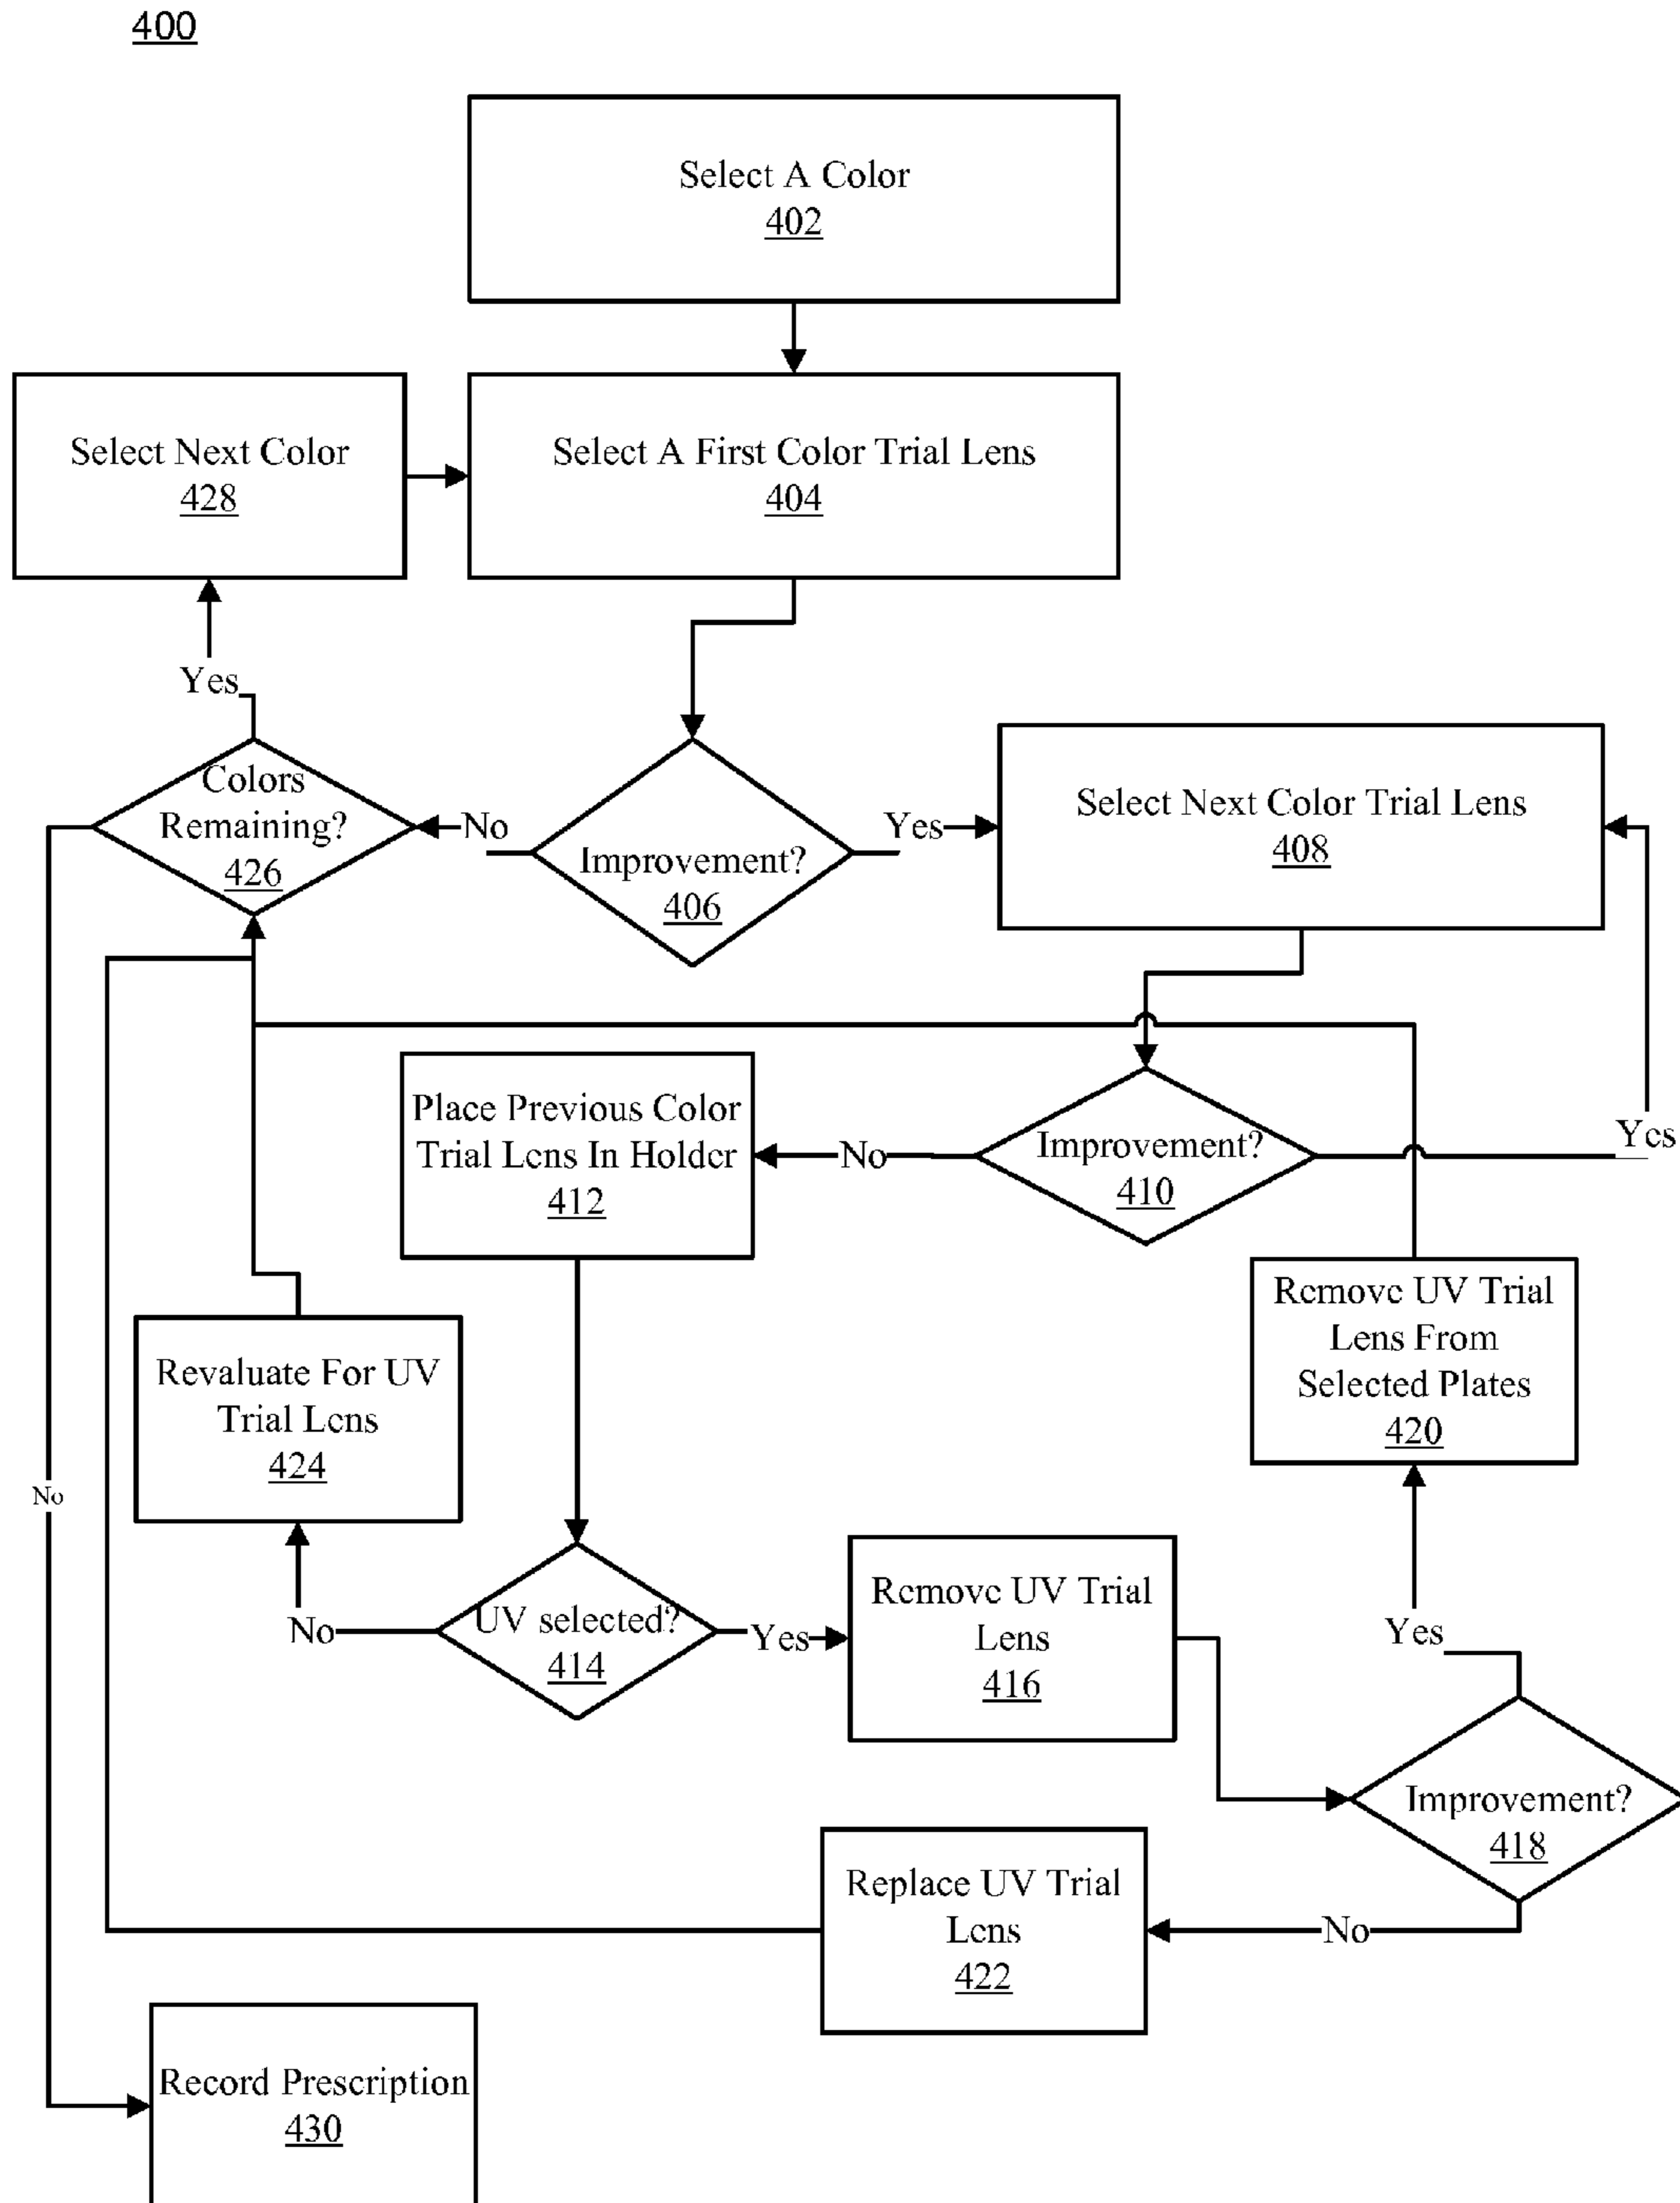 400
Select A Color
402
Select Next Color
428
Select A First Color Trial Lens
404
Yes
Colors
Remaining?
426
No
Improvement?
406
Yes
Select Next Color Trial Lens
408
Place Previous Color
Trial Lens In Holder
412
No
Improvement?
410
Yes
Revaluate For UV
Trial Lens
424
Remove UV Trial
Lens From
Selected Plates
420
No
No
UV selected?
414
Yes
Remove UV Trial
Lens
416
Yes
Improvement?
418
Replace UV Trial
Lens
422
No
Record Prescription
430